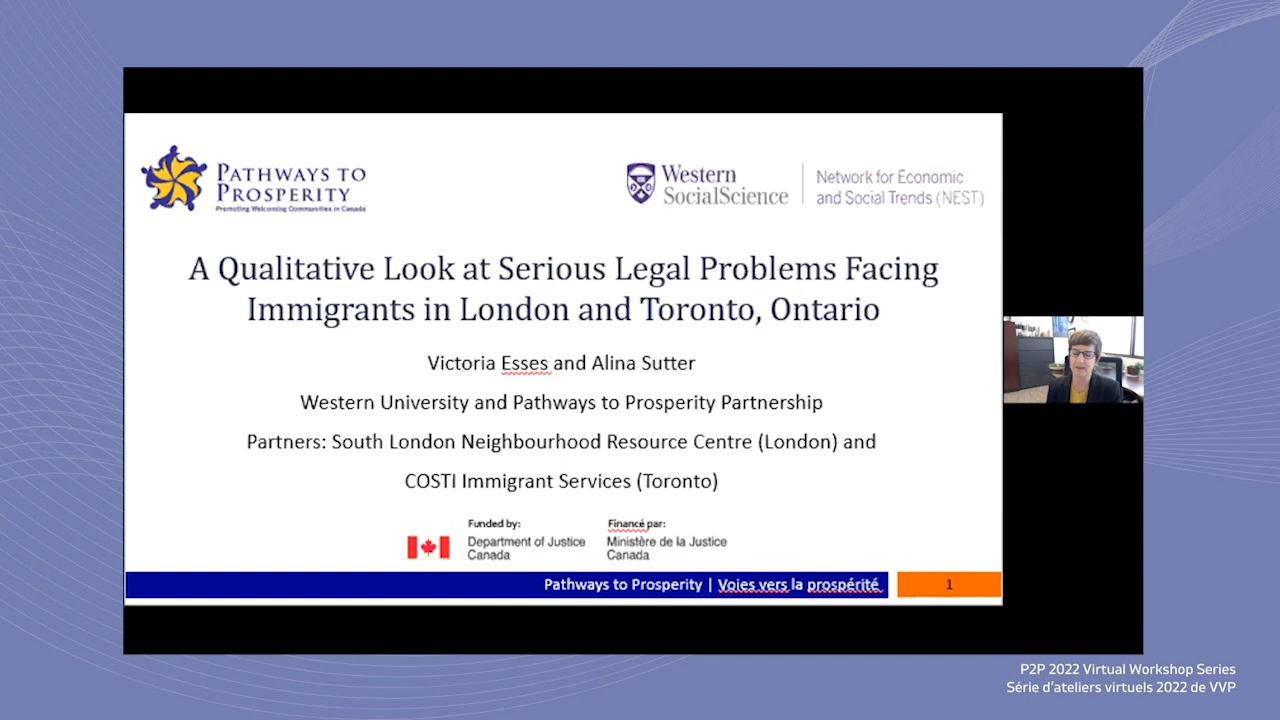 PATHWAYS TO
PROSPERITY
Promoting Welcoming Communities in Canada
Western
SocialScience
Network for Economic
and Social Trends (NEST)
A Qualitative Look at Serious Legal Problems Facing
Immigrants in London and Toronto, Ontario
Victoria Esses and Alina Sutter
Western University and Pathways to Prosperity Partnership
Partners: South London Neighbourhood Resource Centre (London) and
COSTI Immigrant Services (Toronto)
Funded by:
Department of Justice
Canada
Financé par:
Ministère de la Justice
Canada
Pathways to Prosperity | Voies vers la prospérité
1
P2P 2022 Virtual Workshop Series
Série d'ateliers virtuels 2022 de VVP